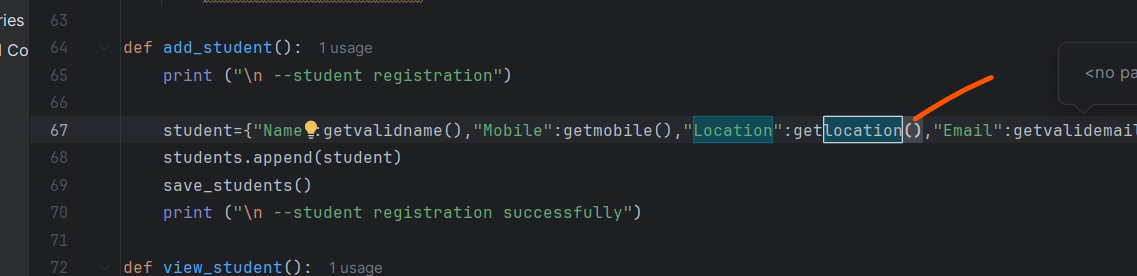 63
ries
64 def add_student(): 1 usage
Co
65 print ("\n --student registration")
<no pa
66
67 student={"Name":getvalidname(),"Mobile":getmobile(),"Location":getlocation(),"Email":getvalidemail
68 students.append(student)
69 save_students()
70 print ("\n --student registration successfully")
71
72 def view_student(): 1 usage